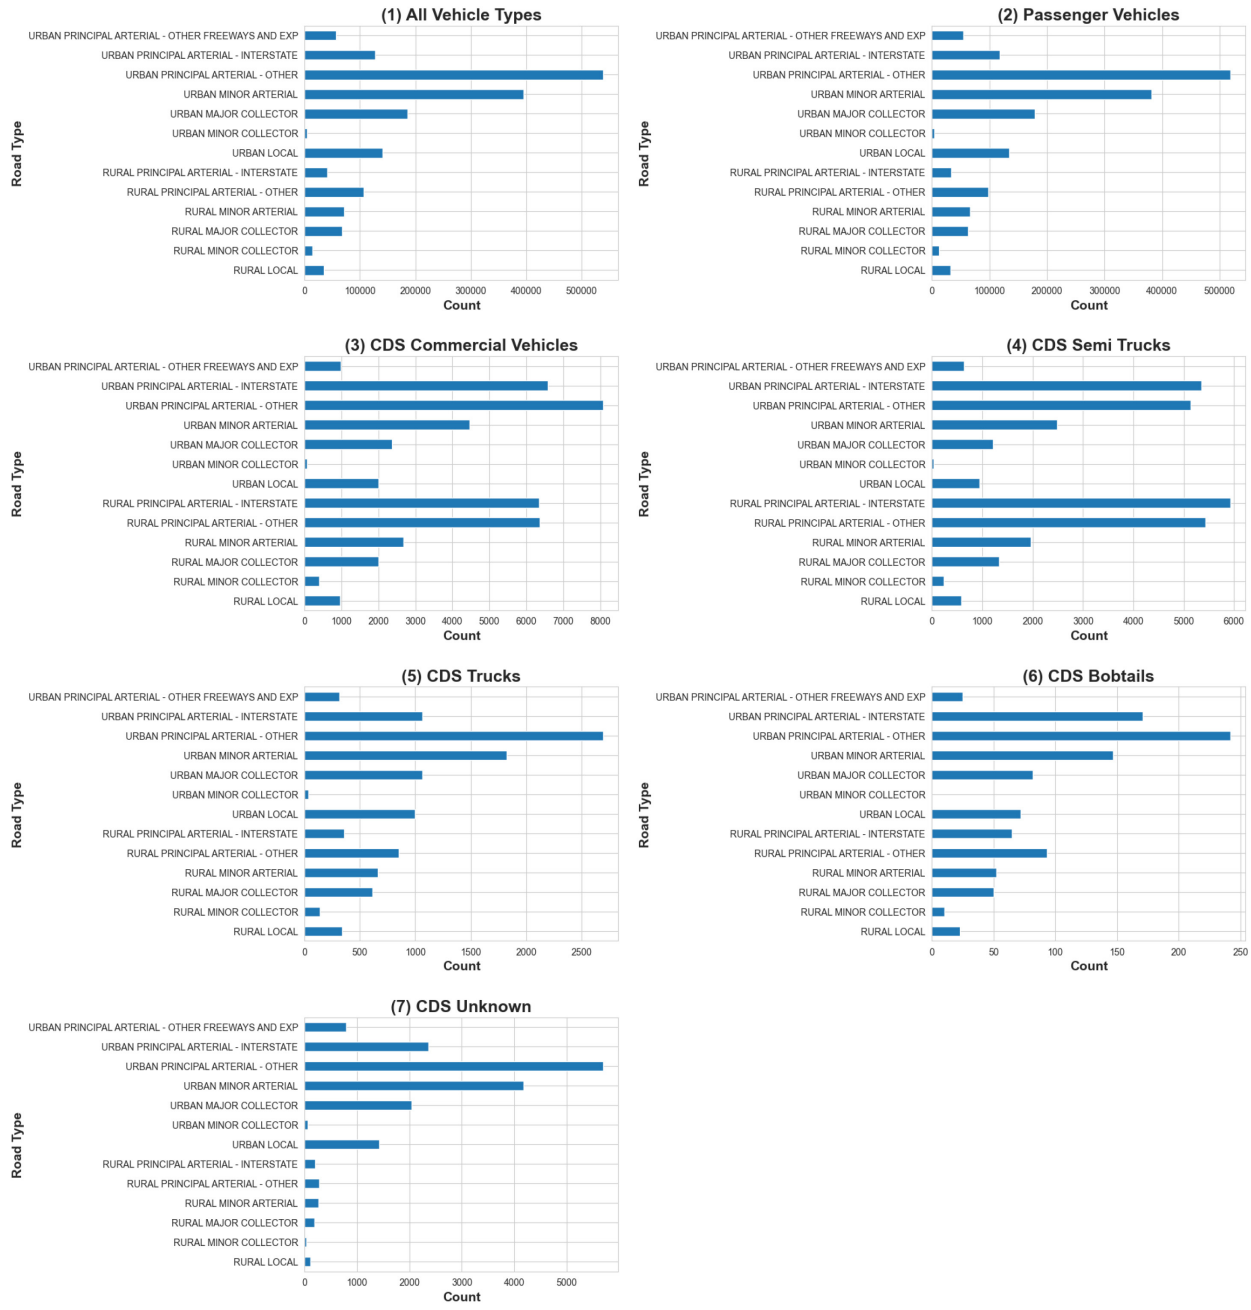 (1) All Vehicle Types
Road Type
URBAN PRINCIPAL ARTERIAL - OTHER FREEWAYS AND EXP
URBAN PRINCIPAL ARTERIAL - INTERSTATE
URBAN PRINCIPAL ARTERIAL - OTHER
URBAN MINOR ARTERIAL
URBAN MAJOR COLLECTOR
URBAN MINOR COLLECTOR
URBAN LOCAL
RURAL PRINCIPAL ARTERIAL - INTERSTATE
RURAL PRINCIPAL ARTERIAL - OTHER
RURAL MINOR ARTERIAL
RURAL MAJOR COLLECTOR
RURAL MINOR COLLECTOR
RURAL LOCAL
0 100000 200000 300000 400000 500000
Count
(2) Passenger Vehicles
Road Type
URBAN PRINCIPAL ARTERIAL - OTHER FREEWAYS AND EXP
URBAN PRINCIPAL ARTERIAL - INTERSTATE
URBAN PRINCIPAL ARTERIAL - OTHER
URBAN MINOR ARTERIAL
URBAN MAJOR COLLECTOR
URBAN MINOR COLLECTOR
URBAN LOCAL
RURAL PRINCIPAL ARTERIAL - INTERSTATE
RURAL PRINCIPAL ARTERIAL - OTHER
RURAL MINOR ARTERIAL
RURAL MAJOR COLLECTOR
RURAL MINOR COLLECTOR
RURAL LOCAL
0 100000 200000 300000 400000 500000
Count
(3) CDS Commercial Vehicles
Road Type
URBAN PRINCIPAL ARTERIAL - OTHER FREEWAYS AND EXP
URBAN PRINCIPAL ARTERIAL - INTERSTATE
URBAN PRINCIPAL ARTERIAL - OTHER
URBAN MINOR ARTERIAL
URBAN MAJOR COLLECTOR
URBAN MINOR COLLECTOR
URBAN LOCAL
RURAL PRINCIPAL ARTERIAL - INTERSTATE
RURAL PRINCIPAL ARTERIAL - OTHER
RURAL MINOR ARTERIAL
RURAL MAJOR COLLECTOR
RURAL MINOR COLLECTOR
RURAL LOCAL
0 1000 2000 3000 4000 5000 6000 7000 8000
Count
(4) CDS Semi Trucks
Road Type
URBAN PRINCIPAL ARTERIAL - OTHER FREEWAYS AND EXP
URBAN PRINCIPAL ARTERIAL - INTERSTATE
URBAN PRINCIPAL ARTERIAL - OTHER
URBAN MINOR ARTERIAL
URBAN MAJOR COLLECTOR
URBAN MINOR COLLECTOR
URBAN LOCAL
RURAL PRINCIPAL ARTERIAL - INTERSTATE
RURAL PRINCIPAL ARTERIAL - OTHER
RURAL MINOR ARTERIAL
RURAL MAJOR COLLECTOR
RURAL MINOR COLLECTOR
RURAL LOCAL
0 1000 2000 3000 4000 5000 6000
Count
(5) CDS Trucks
Road Type
URBAN PRINCIPAL ARTERIAL - OTHER FREEWAYS AND EXP
URBAN PRINCIPAL ARTERIAL - INTERSTATE
URBAN PRINCIPAL ARTERIAL - OTHER
URBAN MINOR ARTERIAL
URBAN MAJOR COLLECTOR
URBAN MINOR COLLECTOR
URBAN LOCAL
RURAL PRINCIPAL ARTERIAL - INTERSTATE
RURAL PRINCIPAL ARTERIAL - OTHER
RURAL MINOR ARTERIAL
RURAL MAJOR COLLECTOR
RURAL MINOR COLLECTOR
RURAL LOCAL
0 500 1000 1500 2000 2500
Count
(6) CDS Bobtails
Road Type
URBAN PRINCIPAL ARTERIAL - OTHER FREEWAYS AND EXP
URBAN PRINCIPAL ARTERIAL - INTERSTATE
URBAN PRINCIPAL ARTERIAL - OTHER
URBAN MINOR ARTERIAL
URBAN MAJOR COLLECTOR
URBAN MINOR COLLECTOR
URBAN LOCAL
RURAL PRINCIPAL ARTERIAL - INTERSTATE
RURAL PRINCIPAL ARTERIAL - OTHER
RURAL MINOR ARTERIAL
RURAL MAJOR COLLECTOR
RURAL MINOR COLLECTOR
RURAL LOCAL
0 50 100 150 200 250
Count
(7) CDS Unknown
Road Type
URBAN PRINCIPAL ARTERIAL - OTHER FREEWAYS AND EXP
URBAN PRINCIPAL ARTERIAL - INTERSTATE
URBAN PRINCIPAL ARTERIAL - OTHER
URBAN MINOR ARTERIAL
URBAN MAJOR COLLECTOR
URBAN MINOR COLLECTOR
URBAN LOCAL
RURAL PRINCIPAL ARTERIAL - INTERSTATE
RURAL PRINCIPAL ARTERIAL - OTHER
RURAL MINOR ARTERIAL
RURAL MAJOR COLLECTOR
RURAL MINOR COLLECTOR
RURAL LOCAL
0 1000 2000 3000 4000 5000
Count